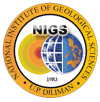 NATIONAL INSTITUTE OF GEOLOGICAL SCIENCES
NIGS
1983
U.P. DILIMAN